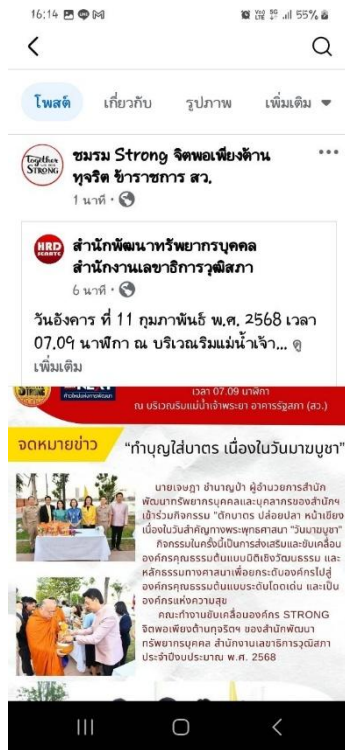 16:14
55%
โพสต์ เกี่ยวกับ รูปภาพ เพิ่มเติม
Together
STRONG
ชมรม Strong จิตพอเพียงต้าน
ทุจริต ข้าราชการ สว.
1 นาที
HRD
SENATE
สำนักพัฒนาทรัพยากรบุคคล
สำนักงานเลขาธิการวุฒิสภา
6 นาที
วันอังคาร ที่ 11 กุมภาพันธ์ พ.ศ. 2568 เวลา
07.09 นาฬิกา ณ บริเวณริมแม่น้ำเจ้า... ดู
เพิ่มเติม
STRONG
เวลา 07.09 นาฬิกา
ณ บริเวณริมแม่น้ำเจ้าพระยา อาคารรัฐสภา (สว.)
จดหมายข่าว
“ทำบุญใส่บาตร เนื่องในวันมาฆบูชา”
นายเจษฎา ชำนาญป่า ผู้อำนวยการสำนัก
พัฒนาทรัพยากรบุคคลและบุคลากรของสำนักฯ
เข้าร่วมกิจกรรม “ตักบาตร ปล่อยปลา หน้าเขียง
เนื่องในวันสำคัญทางพระพุทธศาสนา “วันมาฆบูชา”
กิจกรรมในครั้งนี้เป็นการส่งเสริมและขับเคลื่อน
องค์กรคุณธรรมต้นแบบมิติเชิงวัฒนธรรม และ
หลักธรรมทางศาสนาเพื่อยกระดับองค์กรไปสู่
องค์กรคุณธรรมต้นแบบระดับโดดเด่น และเป็น
องค์กรแห่งความสุข
คณะทำงานขับเคลื่อนองค์กร STRONG
จิตพอเพียงต้านทุจริตฯ ของสำนักพัฒนา
ทรัพยากรบุคคล สำนักงานเลขาธิการวุฒิสภา
ประจำปีงบประมาณ พ.ศ. 2568